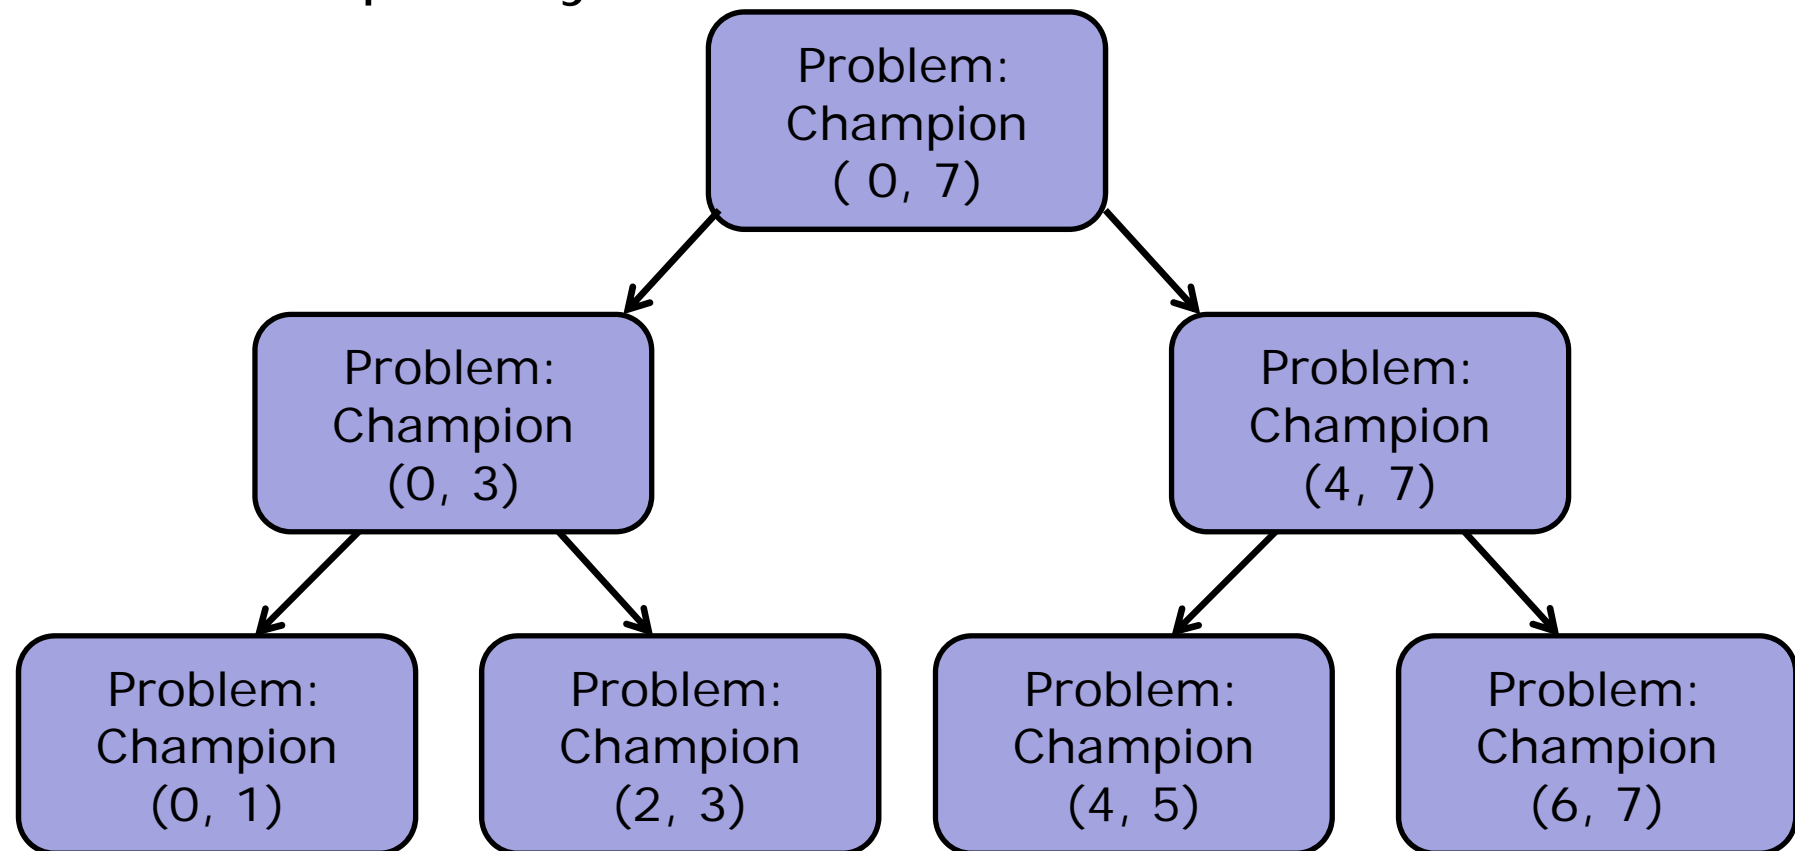 Problem:
Champion
( 0, 7)
Problem:
Champion
(0, 3)
Problem:
Champion
(4, 7)
Problem:
Champion
(0, 1)
Problem:
Champion
(2, 3)
Problem:
Champion
(4, 5)
Problem:
Champion
(6, 7)